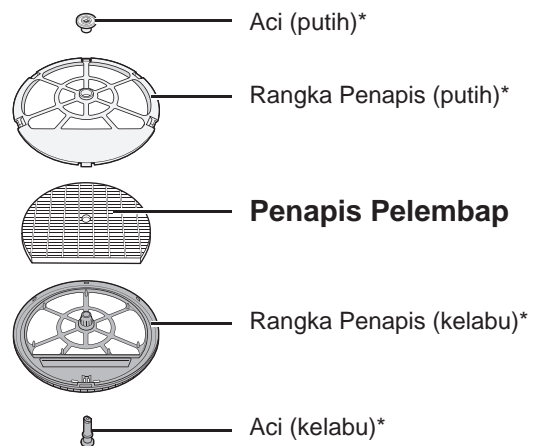 Aci (putih)*
Rangka Penapis (putih)*
Penapis Pelembap
Rangka Penapis (kelabu)*
Aci (kelabu)*